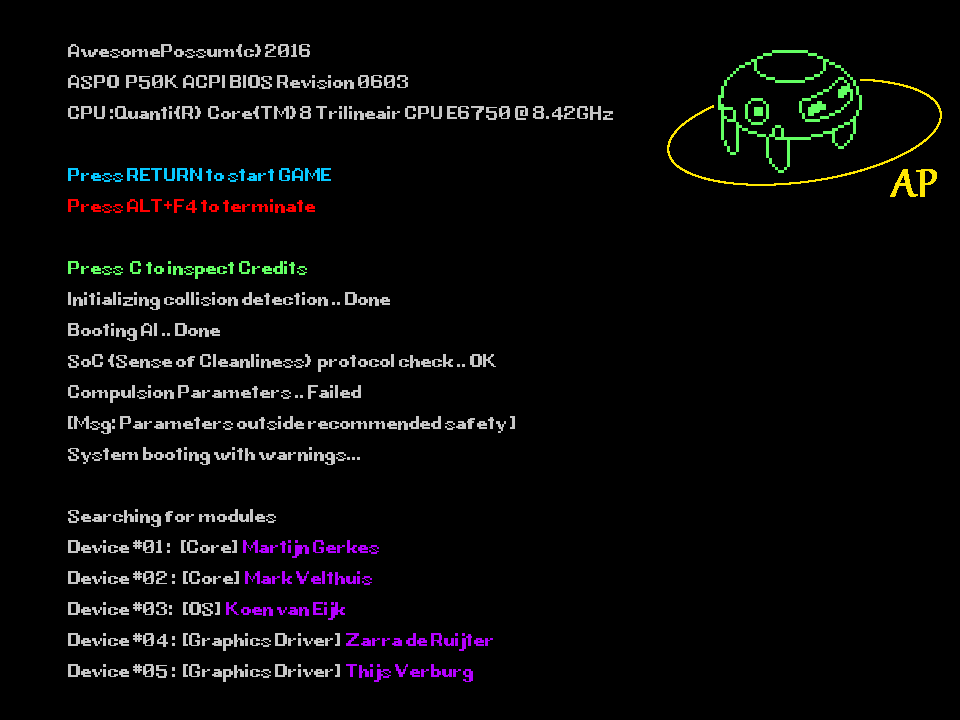 AwesomePossum(c) 2016
ASPO P50K ACPI BIOS Revision 0603
CPU :Quanti(R) Core(TM) 8 Trilineair CPU E6750 @ 8.42GHz
AP
Press RETURN to start GAME
Press ALT+F4 to terminate
Press C to inspect Credits
Initializing collision detection .. Done
Booting AI .. Done
SoC (Sense of Cleanliness) protocol check .. OK
Compulsion Parameters .. Failed
[Msg: Parameters outside recommended safety ]
System booting with warnings...
Searching for modules
Device #01: [Core] Martijn Gerkes
Device #02 : [Core] Mark Velthuis
Device #03: [OS] Koen van Eijk
Device #04 : [Graphics Driver] Zarra de Ruijter
Device #05 : [Graphics Driver] Thijs Verburg